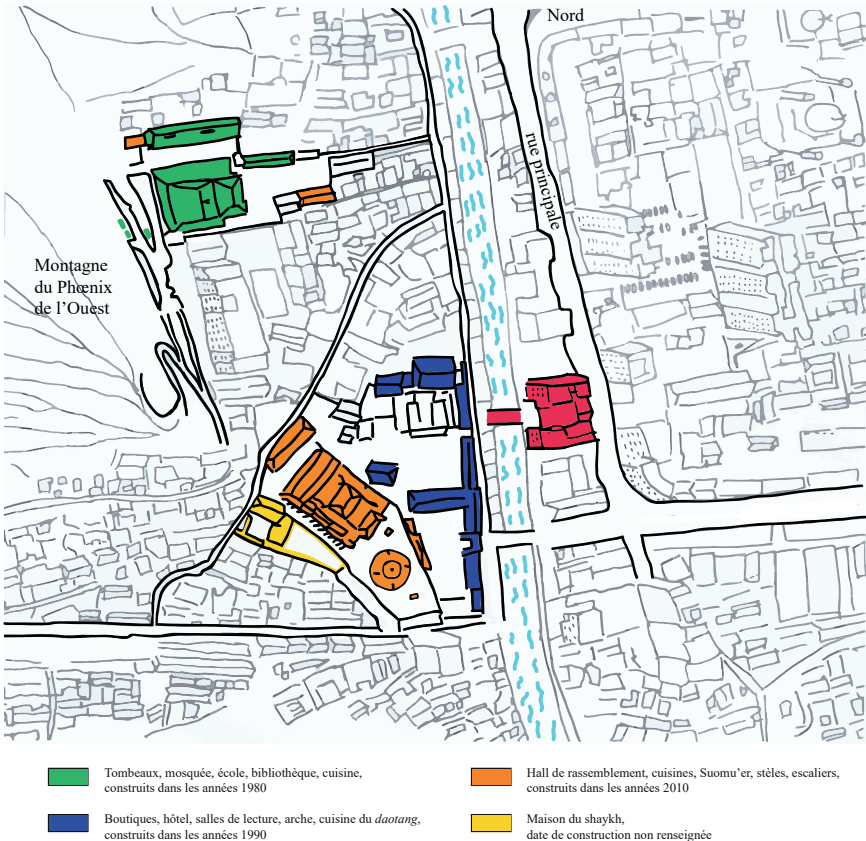 Nord
rue principale
Montagne
du Phœnix
de l’Ouest
Tombeaux, mosquée, école, bibliothèque, cuisine,
construits dans les années 1980
Boutiques, hôtel, salles de lecture, arche, cuisine du daotang,
construits dans les années 1990
Hall de rassemblement, cuisines, Suomu’er, stèles, escaliers,
construits dans les années 2010
Maison du shaykh,
date de construction non renseignée